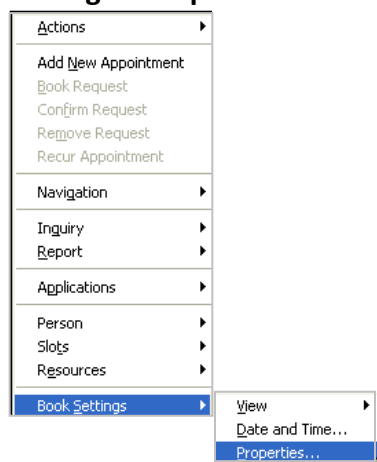 Actions
Add New Appointment
Book Request
Confirm Request
Remove Request
Recur Appointment
Navigation
Inquiry
Report
Applications
Person
Slots
Resources
Book Settings
View
Date and Time...
Properties...